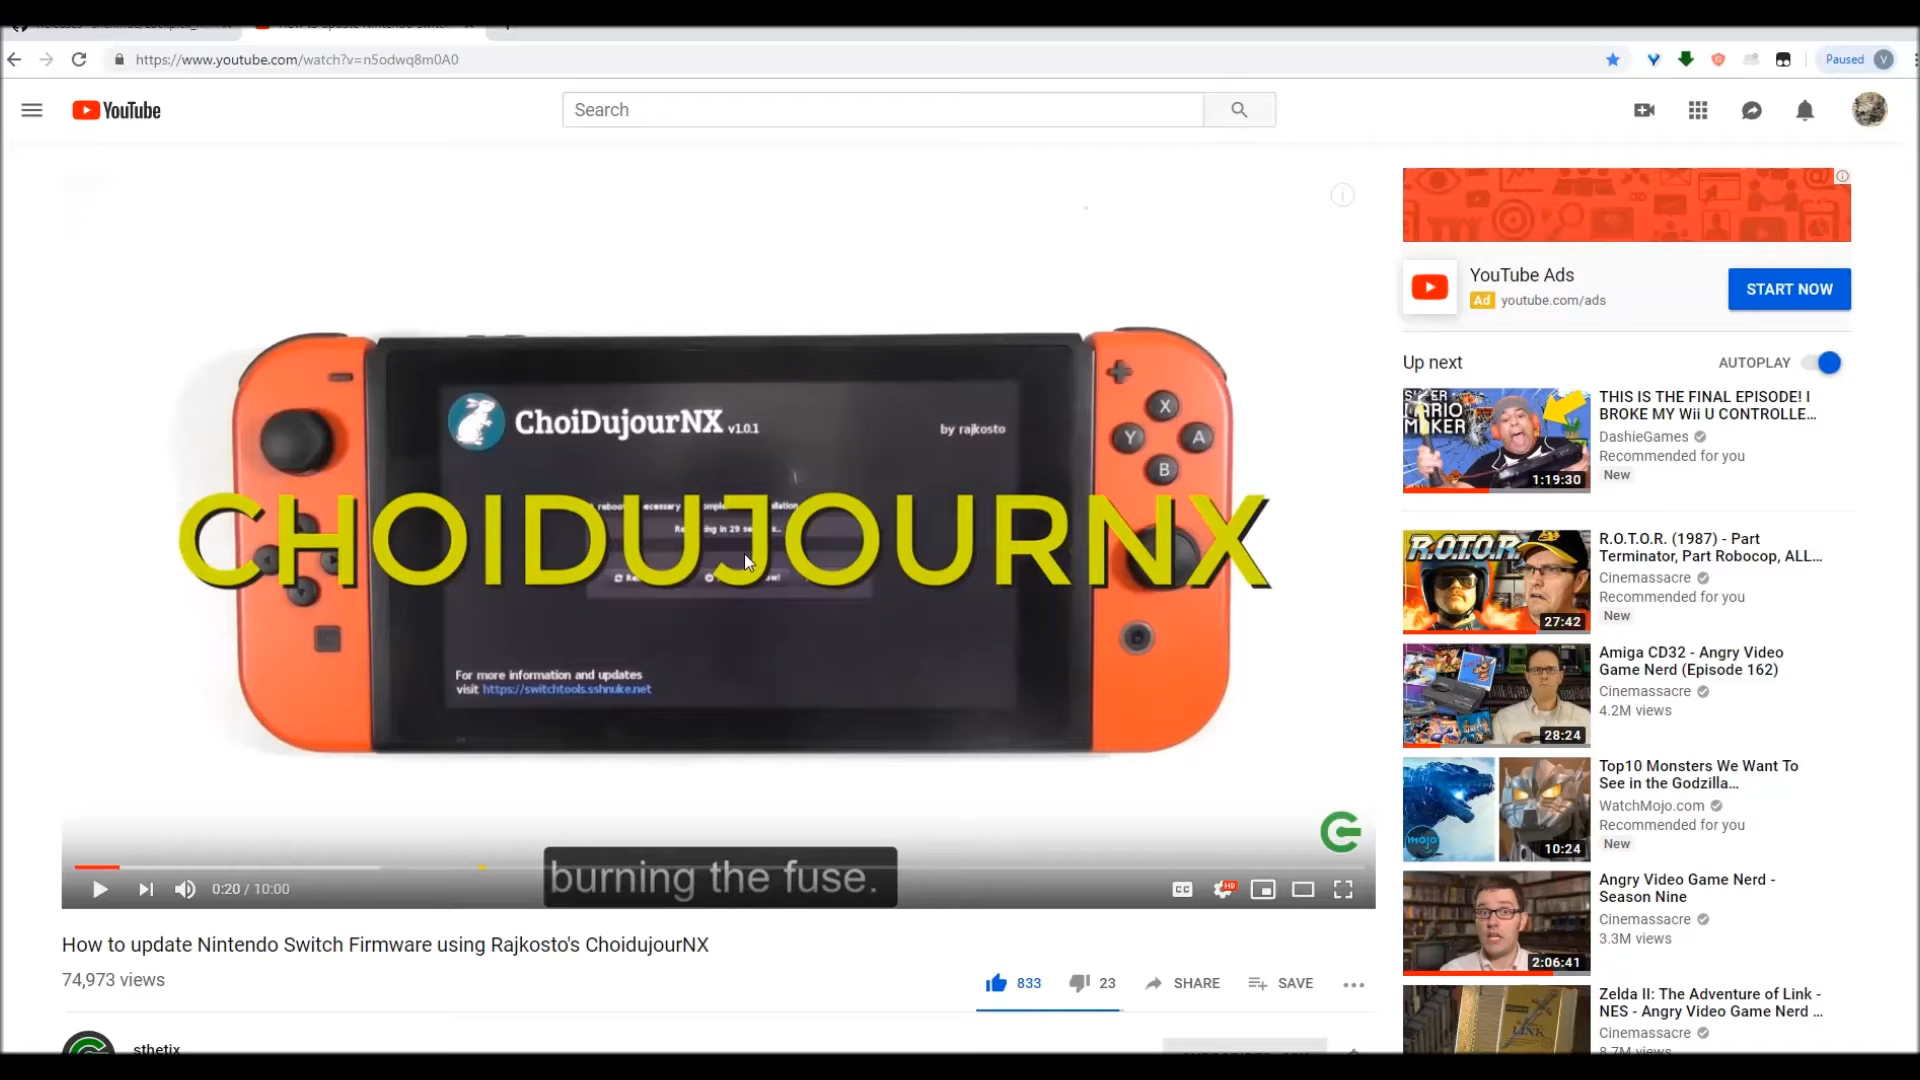 https://www.youtube.com/watch?v=n5odwq8m0A0
Paused V
YouTube
Search
ChoiDujourNX v1.0.1
by rajkosto
CHOIDUJOURNX
For more information and updates
visit https://switchtools.sshnuke.net
burning the fuse.
0:20 / 10:00
CC
HD
How to update Nintendo Switch Firmware using Rajkosto's ChoidujourNX
74,973 views
833
23
SHARE
SAVE
sthetix
YouTube Ads
Ad youtube.com/ads
START NOW
Up next
AUTOPLAY
1:19:30
THIS IS THE FINAL EPISODE! I
BROKE MY Wii U CONTROLLE...
DashieGames
Recommended for you
New
R.O.T.O.R.
27:42
R.O.T.O.R. (1987) - Part
Terminator, Part Robocop, ALL...
Cinemassacre
Recommended for you
New
28:24
Amiga CD32 - Angry Video
Game Nerd (Episode 162)
Cinemassacre
4.2M views
mojo
10:24
Top10 Monsters We Want To
See in the Godzilla...
WatchMojo.com
Recommended for you
New
2:06:41
Angry Video Game Nerd -
Season Nine
Cinemassacre
3.3M views
Zelda II: The Adventure of Link -
NES - Angry Video Game Nerd ...
Cinemassacre
8.7M views